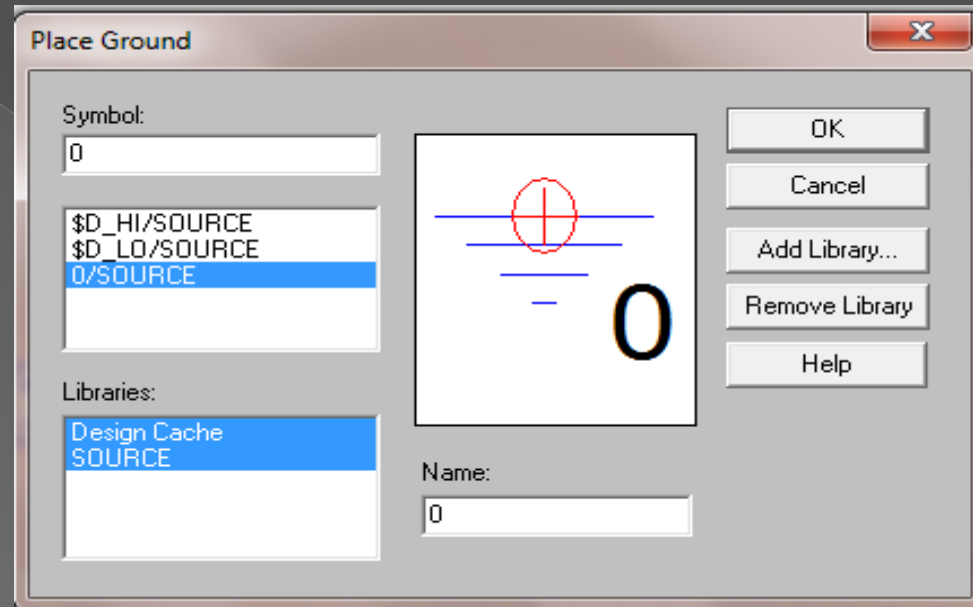 Place Ground
Symbol:
0
$D_HI/SOURCE
$D_LO/SOURCE
0/SOURCE
Libraries:
Design Cache
SOURCE
0
Name:
0
OK
Cancel
Add Library...
Remove Library
Help